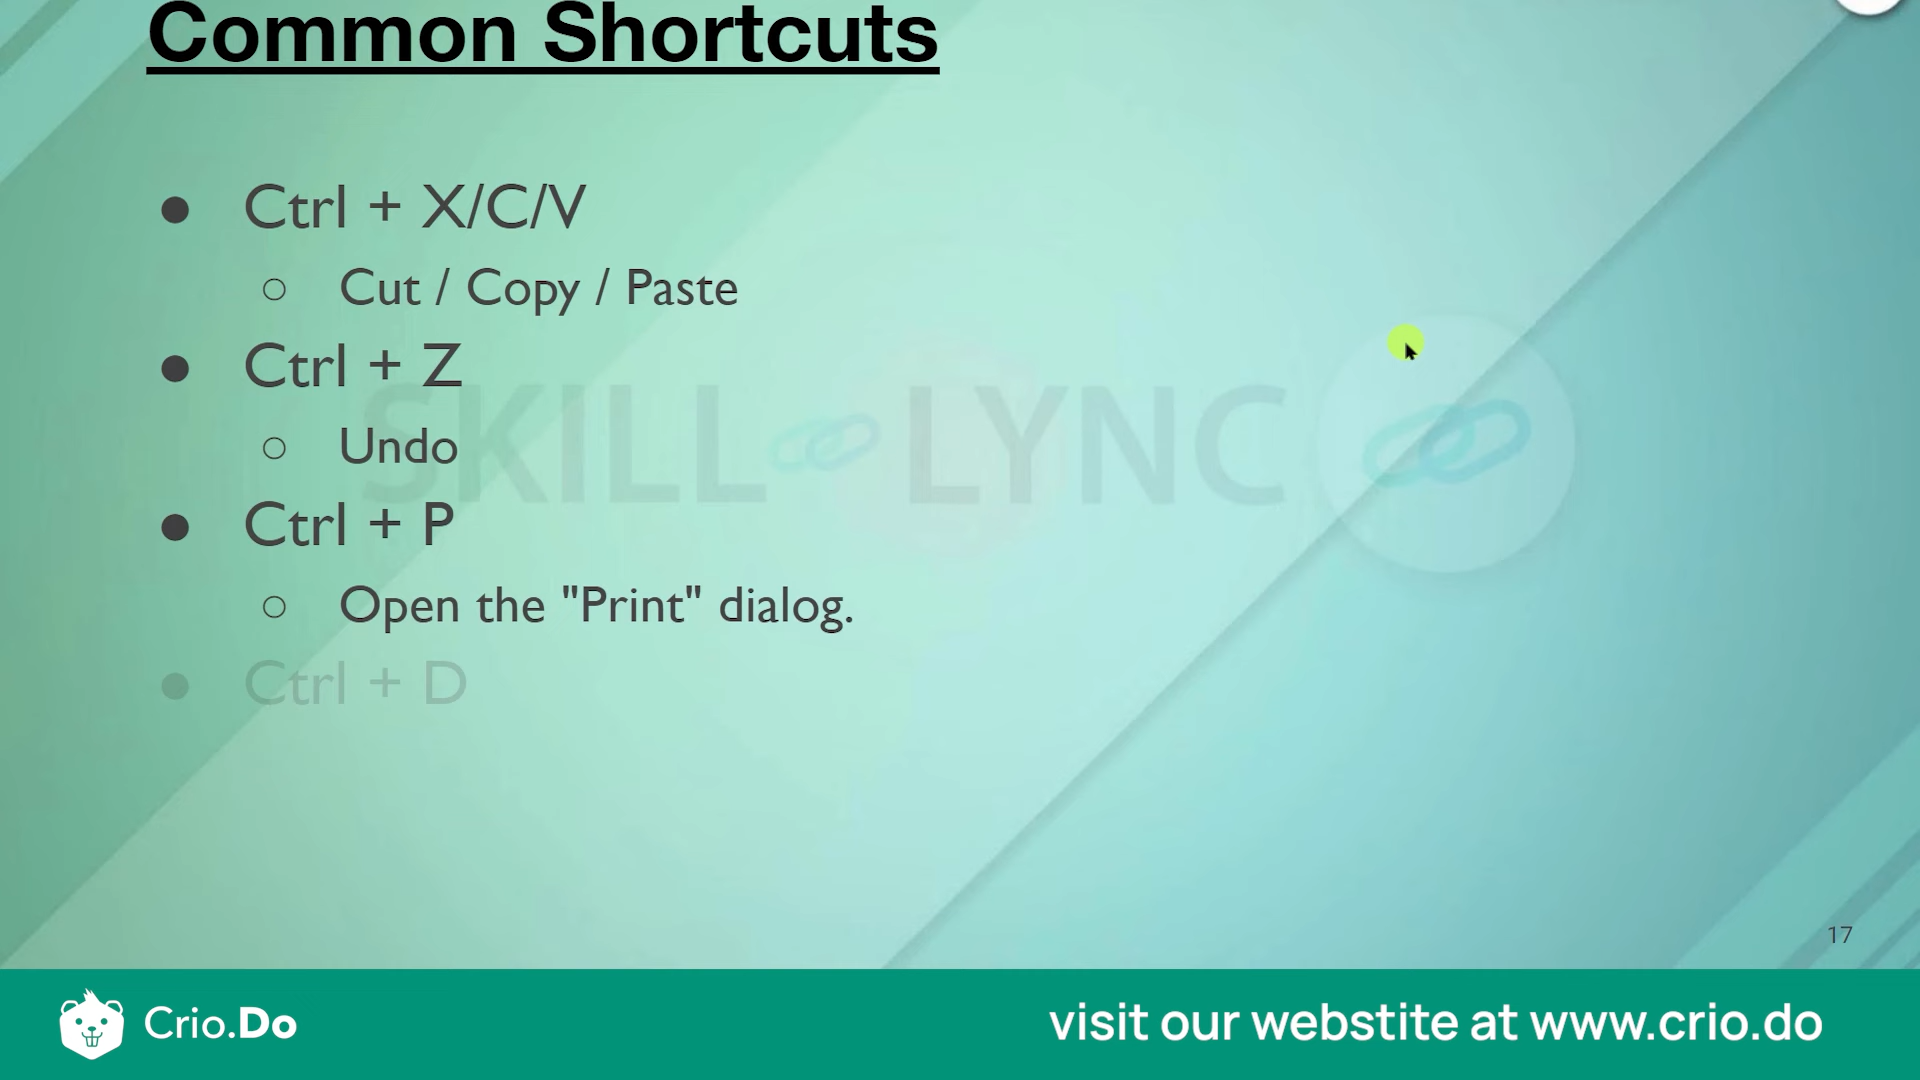 Common Shortcuts
● Ctrl + X/C/V
○ Cut / Copy / Paste
● Ctrl + Z
○ Undo
● Ctrl + P
○ Open the "Print" dialog.
● Ctrl + D
SKILL LYNC
17
Crio.Do
visit our webstite at www.crio.do